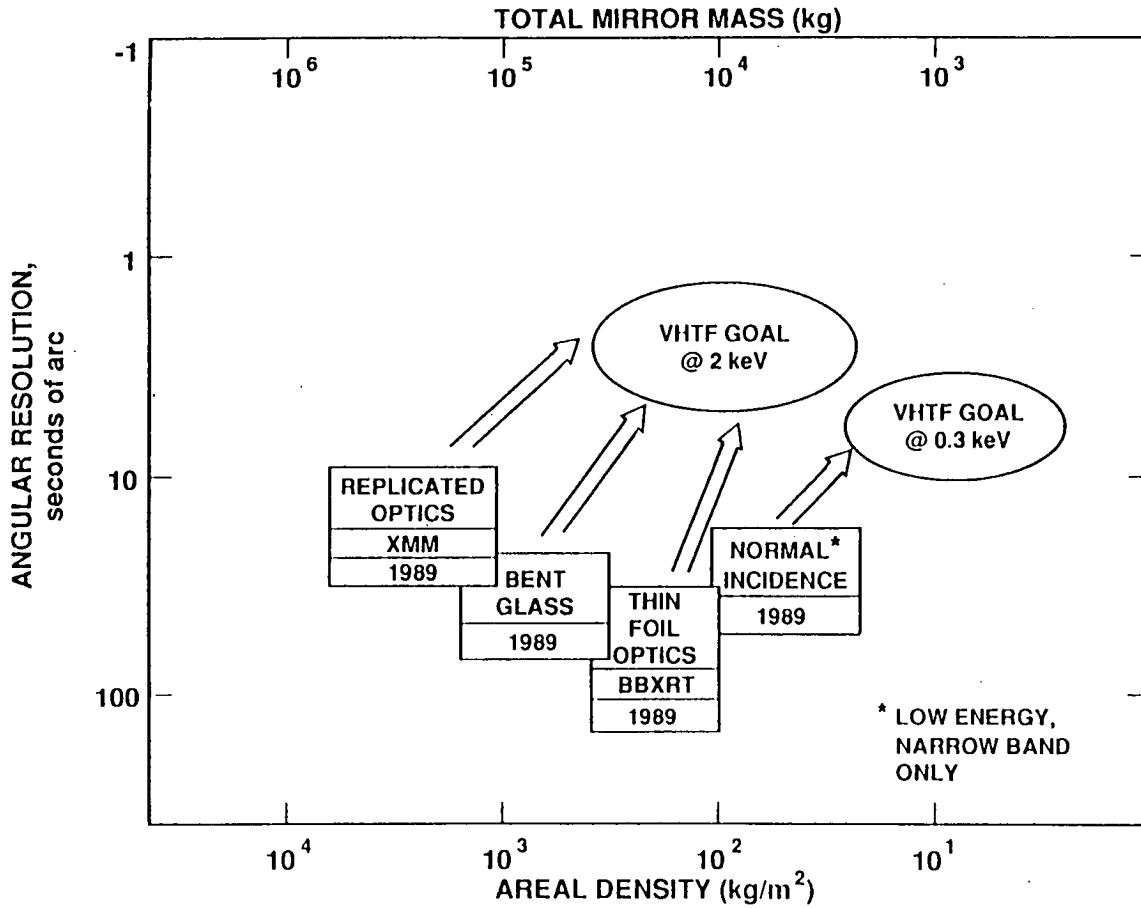 TOTAL MIRROR MASS (kg)
-1
10^6
10^5
10^4
10^3
1
10
100
ANGULAR RESOLUTION,
seconds of arc
VHTF GOAL
@ 2 keV
VHTF GOAL
@ 0.3 keV
REPLICATED
OPTICS
XMM
1989
BENT
GLASS
1989
THIN
FOIL
OPTICS
BBXRT
1989
NORMAL*
INCIDENCE
1989
* LOW ENERGY,
NARROW BAND
ONLY
10^4
10^3
10^2
10^1
AREAL DENSITY (kg/m^2)